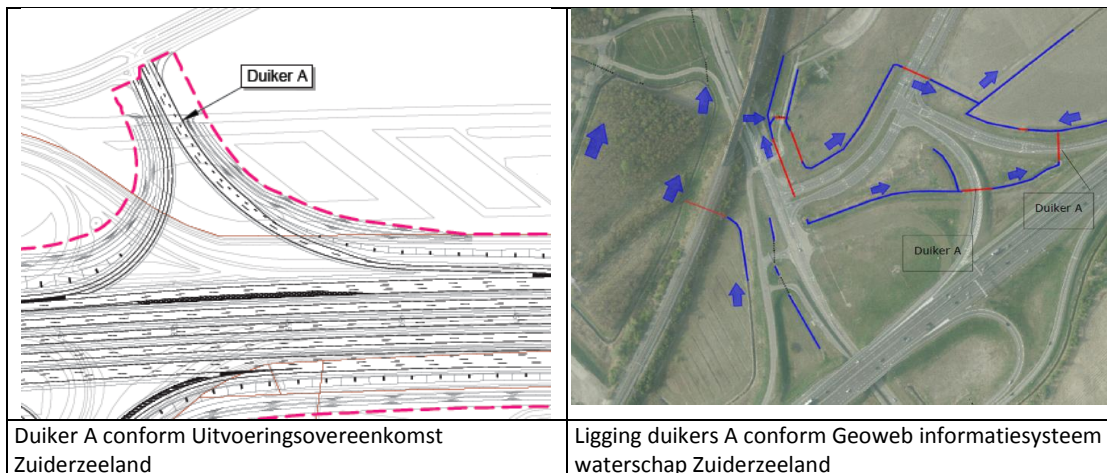 Duiker A
Duiker A
Duiker A
Duiker A conform Uitvoeringsovereenkomst
Zuiderzeeland
Ligging duikers A conform Geoweb informatiesysteem
waterschap Zuiderzeeland